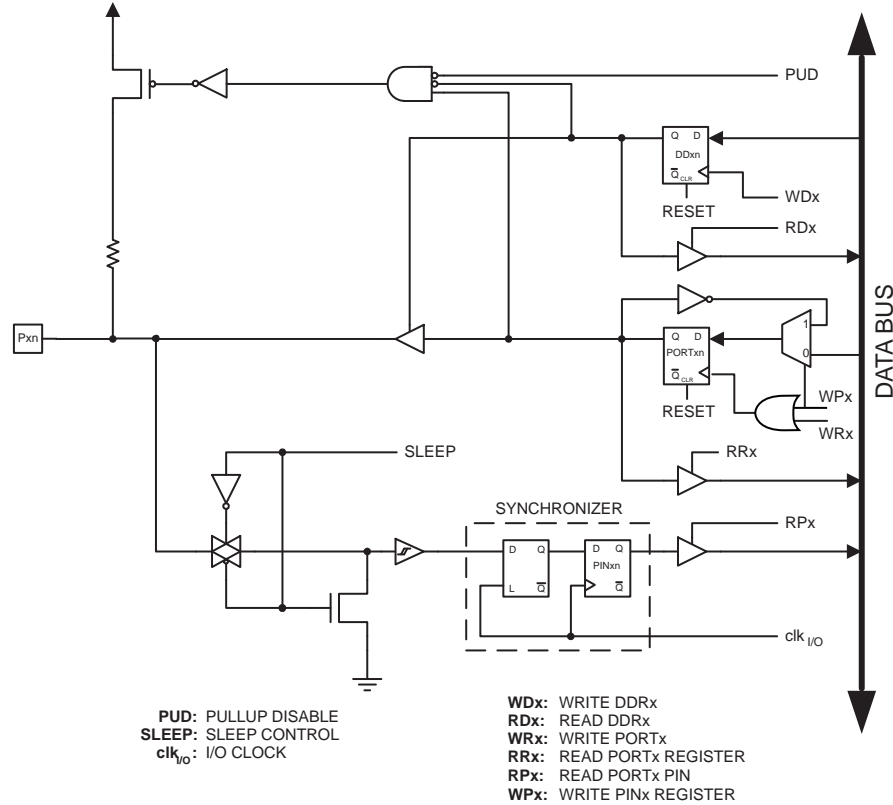 PUD
Q D
DDxn
Q CLR
WDx
RESET
RDx
Pxn
1
Q D
PORTxn
0
Q CLR
WPx
RESET
WRx
DATA BUS
SLEEP
RRx
SYNCHRONIZER
RPx
D Q
D Q
PINxn
L Q
Q
clk I/O
PUD: PULLUP DISABLE
SLEEP: SLEEP CONTROL
clkI/O: I/O CLOCK
WDx: WRITE DDRx
RDx: READ DDRx
WRx: WRITE PORTx
RRx: READ PORTx REGISTER
RPx: READ PORTx PIN
WPx: WRITE PINx REGISTER